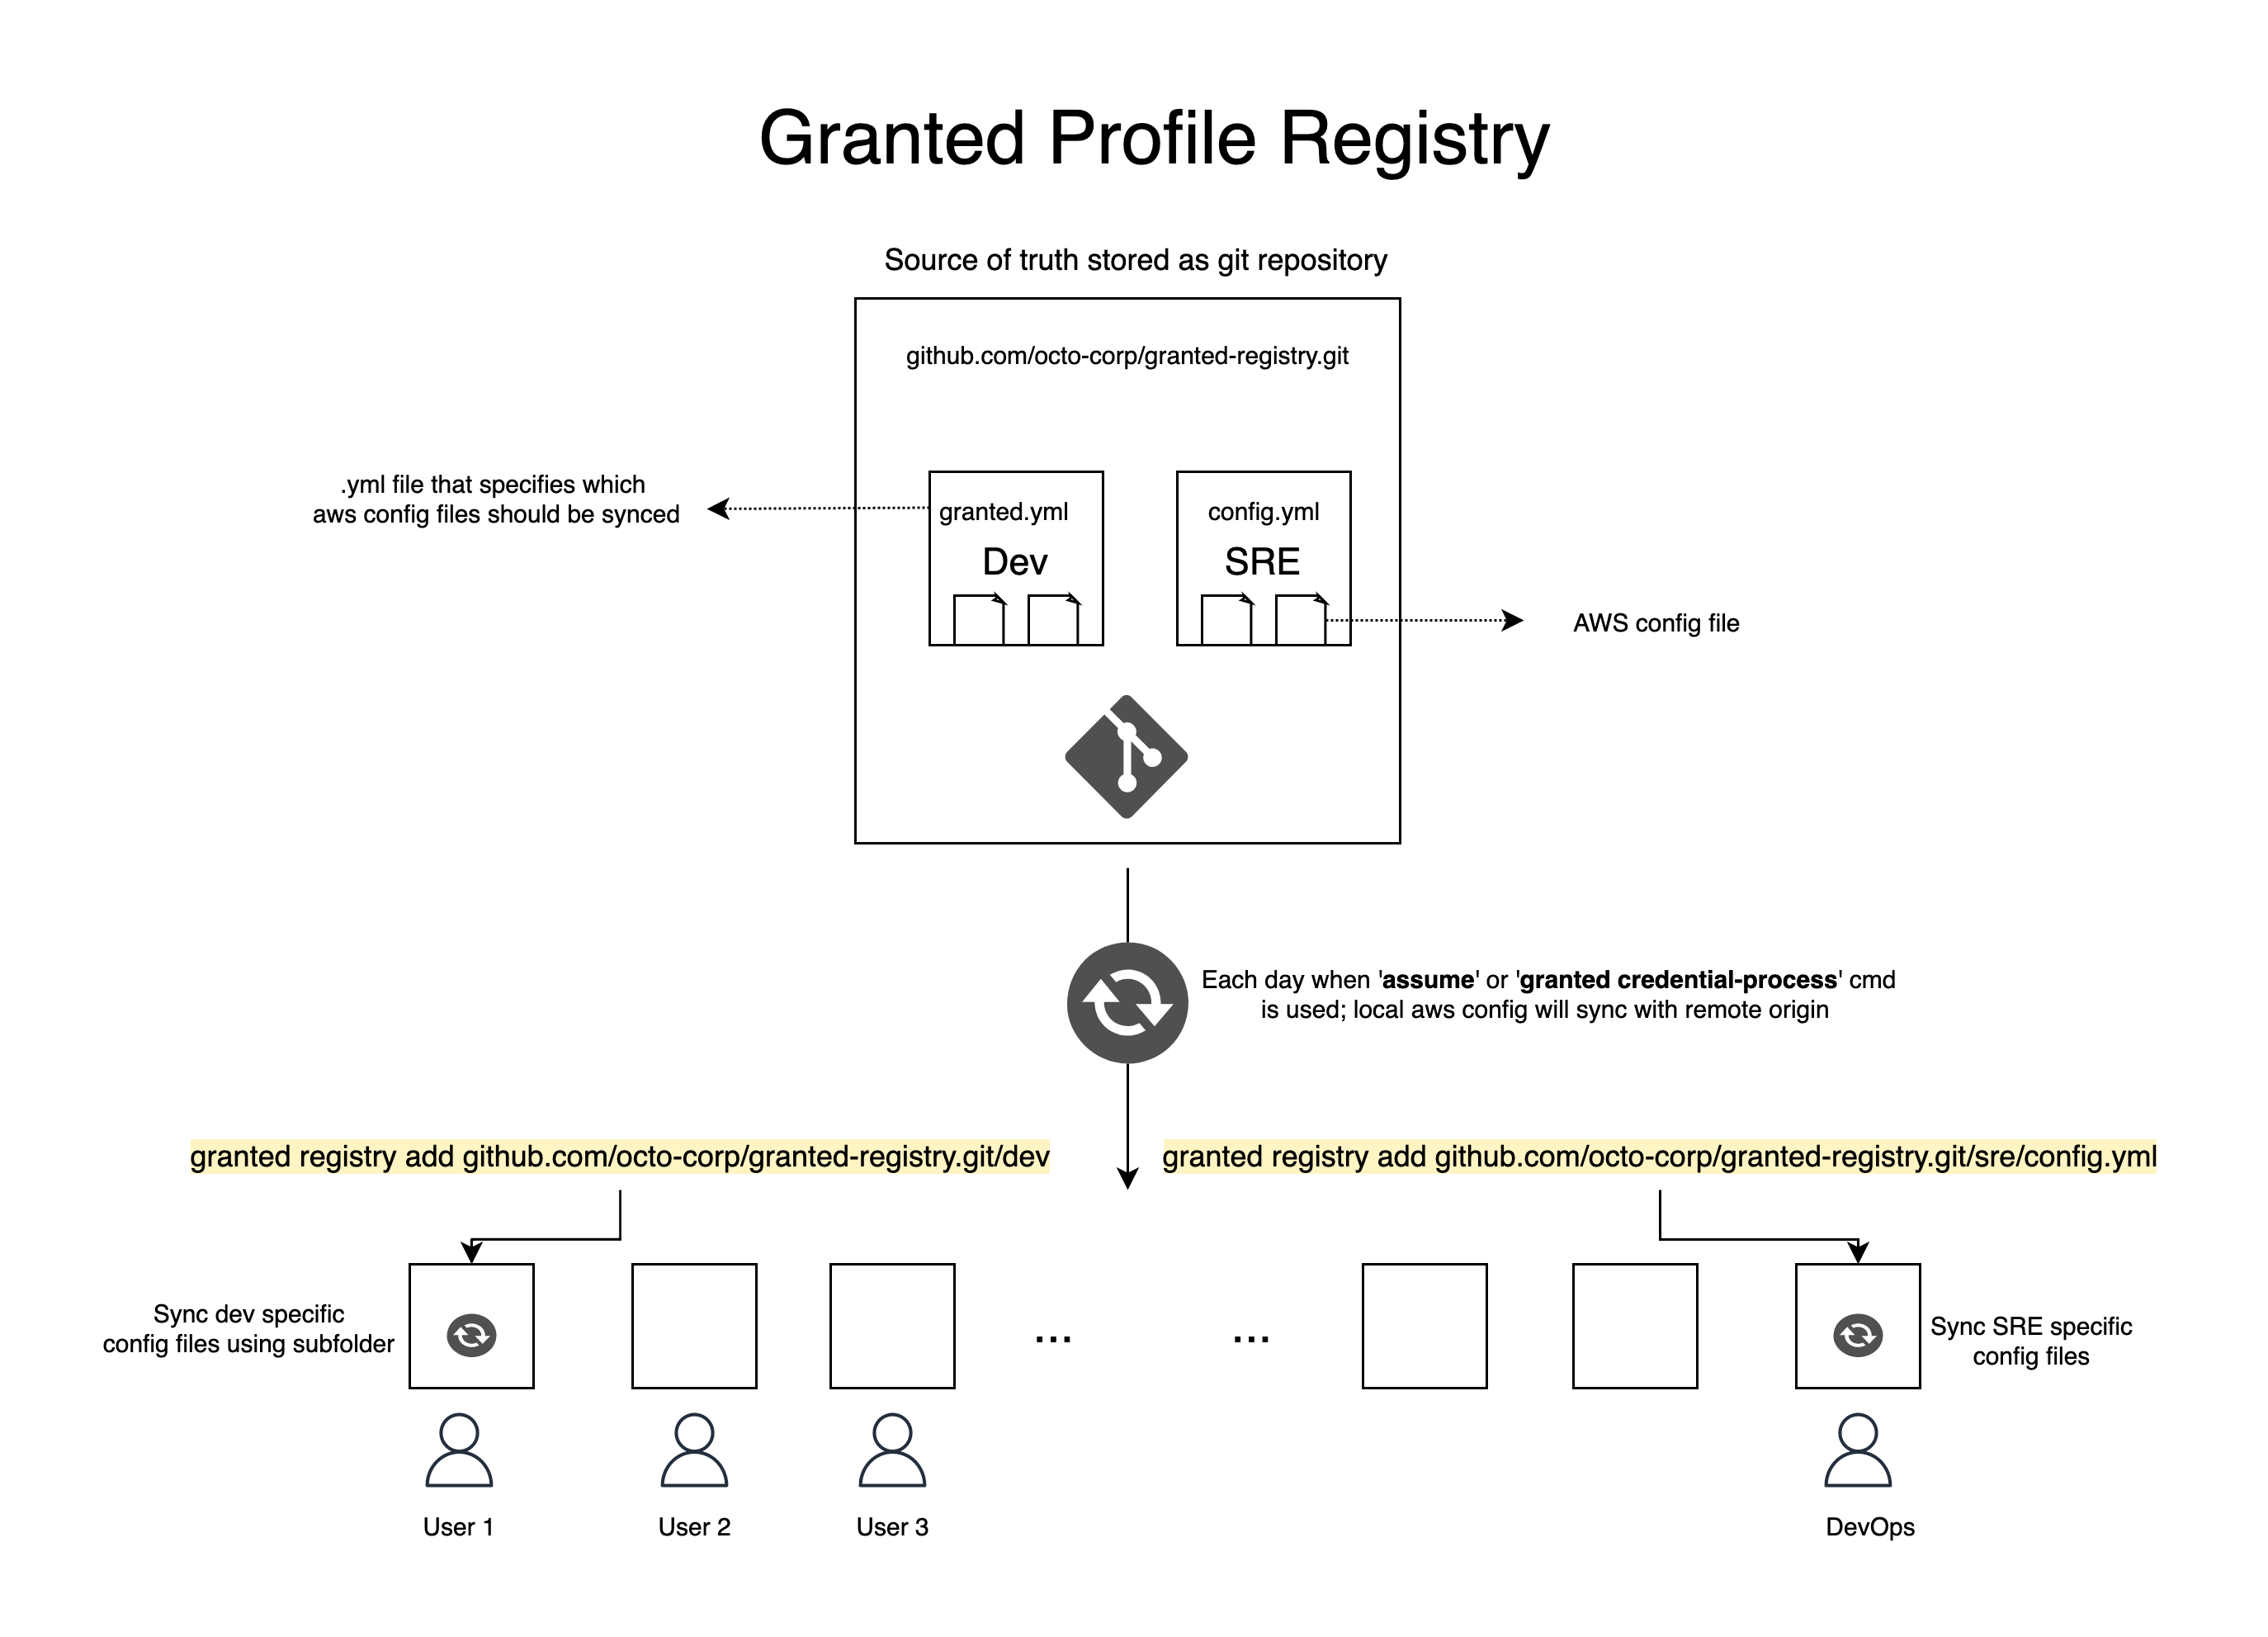 Granted Profile Registry
Source of truth stored as git repository
github.com/octo-corp/granted-registry.git
.yml file that specifies which
aws config files should be synced
granted.yml
Dev
config.yml
SRE
AWS config file
Each day when 'assume' or 'granted credential-process' cmd
is used; local aws config will sync with remote origin
granted registry add github.com/octo-corp/granted-registry.git/dev
granted registry add github.com/octo-corp/granted-registry.git/sre/config.yml
Sync dev specific
config files using subfolder
...
...
Sync SRE specific
config files
User 1
User 2
User 3
DevOps